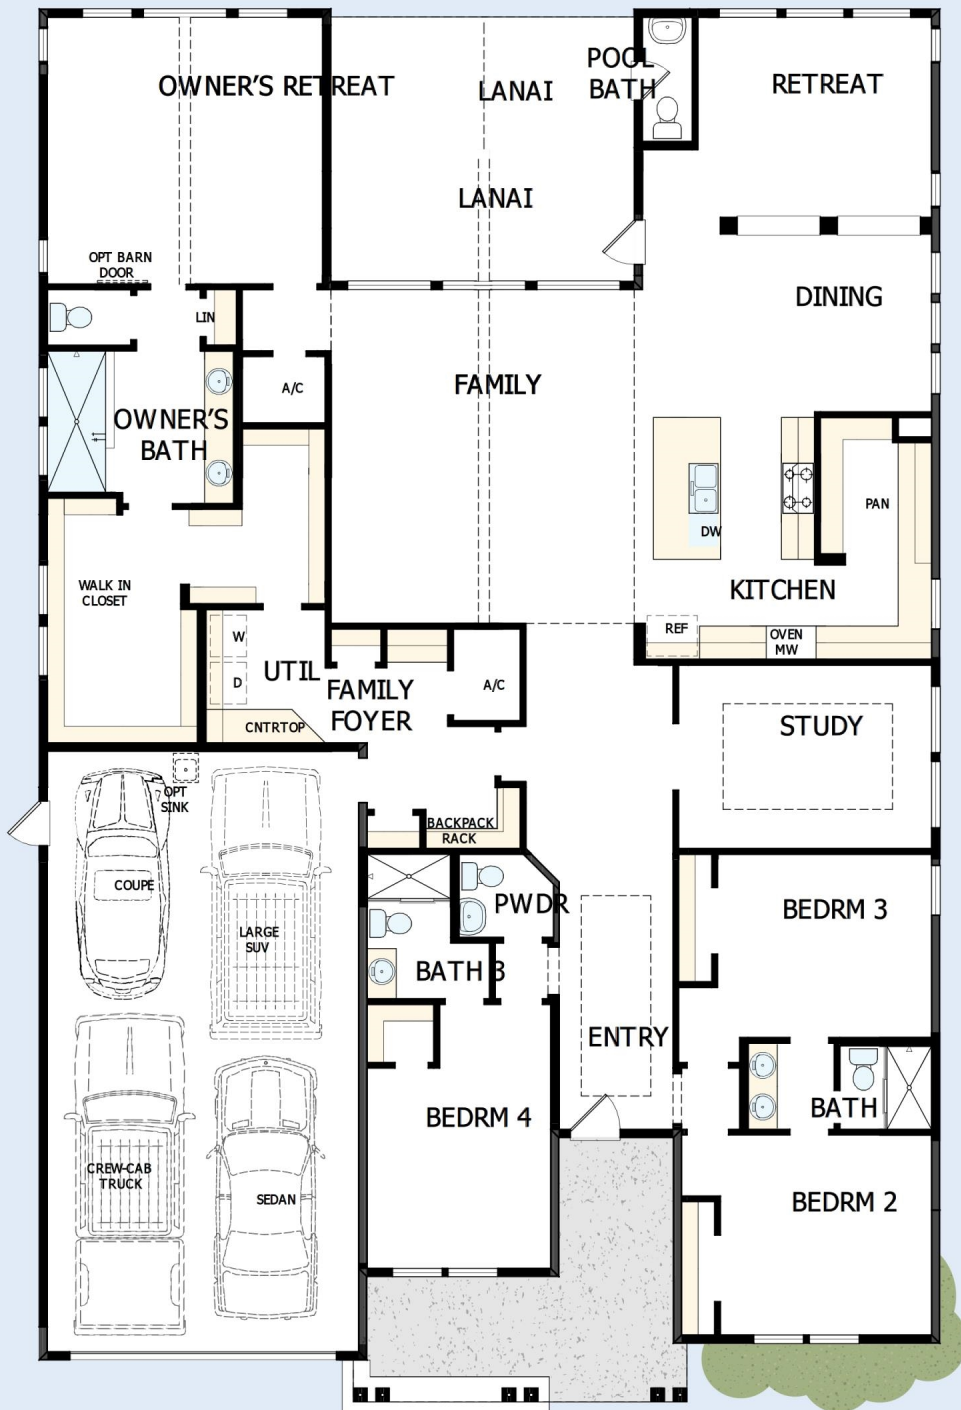 OWNER'S RETREAT
LANAI
POOL
BATH
RETREAT
LANAI
OPT BARN
DOOR
DINING
LIN
A/C
FAMILY
OWNER'S
BATH
PAN
DW
WALK IN
CLOSET
KITCHEN
REF
OVEN
MW
W
D
UTIL
FAMILY
FOYER
A/C
CNTRTOP
STUDY
OPT
SINK
BACKPACK
RACK
COUPE
LARGE
SUV
PWDR
BEDRM 3
BATH 3
ENTRY
BEDRM 4
BATH
CREW-CAB
TRUCK
SEDAN
BEDRM 2